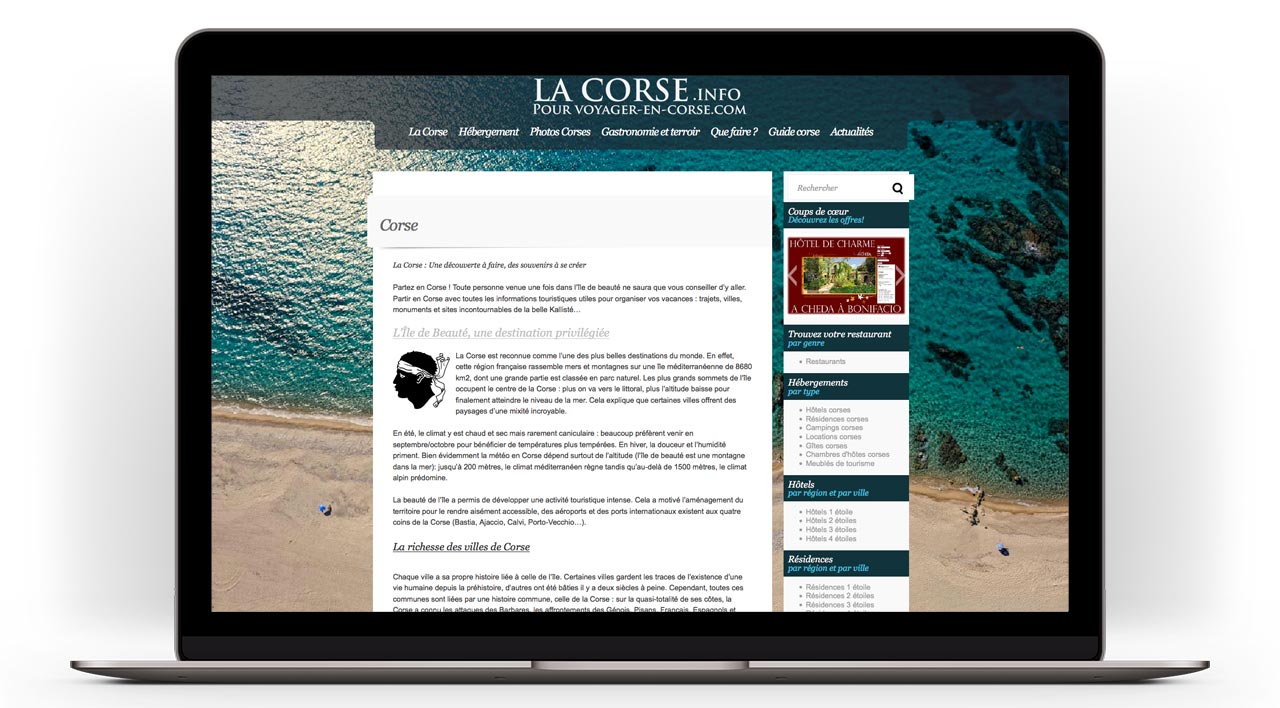 LA CORSE .INFO
POUR VOYAGER-EN-CORSE.COM
La Corse Hébergement Photos Corses Gastronomie et terroir Que faire ? Guide corse Actualités
Corse
La Corse : Une découverte à faire, des souvenirs à se créer
Partez en Corse ! Toute personne venue une fois dans l'île de beauté ne saura que vous conseiller d'y aller.
Partir en Corse avec toutes les informations touristiques utiles pour organiser vos vacances : trajets, villes,
monuments et sites incontournables de la belle Kalisté…
L'Île de Beauté, une destination privilégiée
La Corse est reconnue comme l'une des plus belles destinations du monde. En effet,
cette région française rassemble mers et montagnes sur une île méditerranéenne de 8680
km2, dont une grande partie est classée en parc naturel. Les plus grands sommets de l'île
occupent le centre de la Corse : plus on va vers le littoral, plus l'altitude baisse pour
finalement atteindre le niveau de la mer. Cela explique que certaines villes offrent des
paysages d'une mixité incroyable.
En été, le climat y est chaud et sec mais rarement caniculaire : beaucoup préfèrent venir en
septembre/octobre pour bénéficier de températures plus tempérées. En hiver, la douceur et l'humidité
priment. Bien évidemment la météo en Corse dépend surtout de l'altitude (l'île de beauté est une montagne
dans la mer): jusqu'à 200 mètres, le climat méditerranéen règne tandis qu'au-delà de 1500 mètres, le climat
alpin prédomine.
La beauté de l'île a permis de développer une activité touristique intense. Cela a motivé l'aménagement du
territoire pour le rendre aisément accessible, des aéroports et des ports internationaux existent aux quatre
coins de la Corse (Bastia, Ajaccio, Calvi, Porto-Vecchio…).
La richesse des villes de Corse
Chaque ville a sa propre histoire liée à celle de l'île. Certaines villes gardent les traces de l'existence d'une
vie humaine depuis la préhistoire, d'autres ont été bâties il y a deux siècles à peine. Cependant, toutes ces
communes sont liées par une histoire commune, celle de la Corse : sur la quasi-totalité de ses côtes, la
Corse a connu les attaques des Barbares, les affrontements des Génois, Pisans, Français, Espagnols et
Rechercher
Coups de cœur
Découvrez les offres!
HÔTEL DE CHARME
A CHEDA À BONIFACIO
Trouvez votre restaurant
par genre
Restaurants
Hébergements
par type
Hôtels corses
Résidences corses
Campings corses
Locations corses
Gîtes corses
Chambres d'hôtes corses
Meublés de tourisme
Hôtels
par région et par ville
Hôtels 1 étoile
Hôtels 2 étoiles
Hôtels 3 étoiles
Hôtels 4 étoiles
Résidences
par région et par ville
Résidences 1 étoile
Résidences 2 étoiles
Résidences 3 étoiles